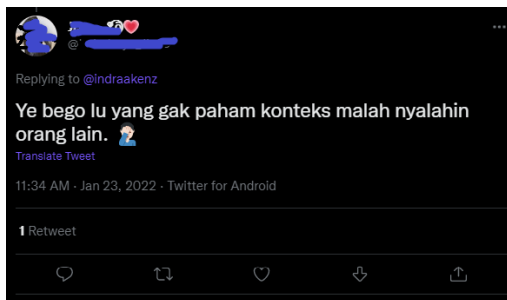 @
Replying to @indraakenz
Ye bego lu yang gak paham konteks malah nyalahin
orang lain. 🤦🏻‍♂️
Translate Tweet
11:34 AM · Jan 23, 2022 · Twitter for Android
1 Retweet